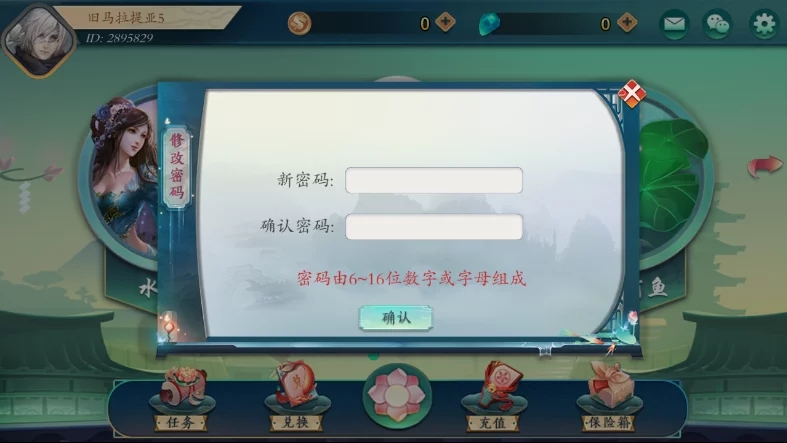 旧马拉提亚5
ID: 2895829
0
0
修改密码
新密码:
确认密码:
密码由6~16位数字或字母组成
确认
水
鱼
任务
兑换
充值
保险箱